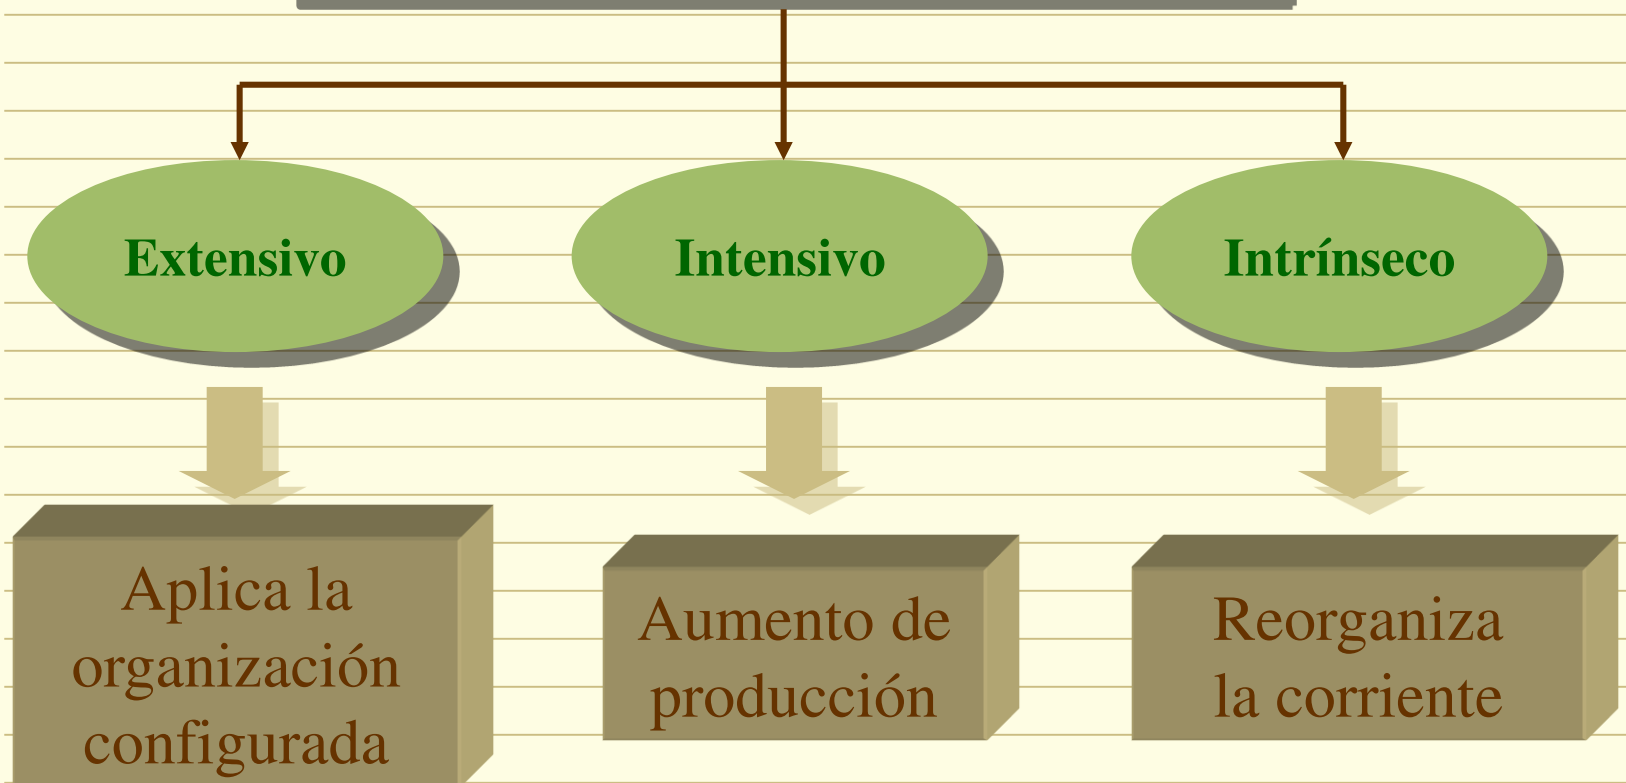 Extensivo
Intensivo
Intrínseco
Aplica la
organización
configurada
Aumento de
producción
Reorganiza
la corriente